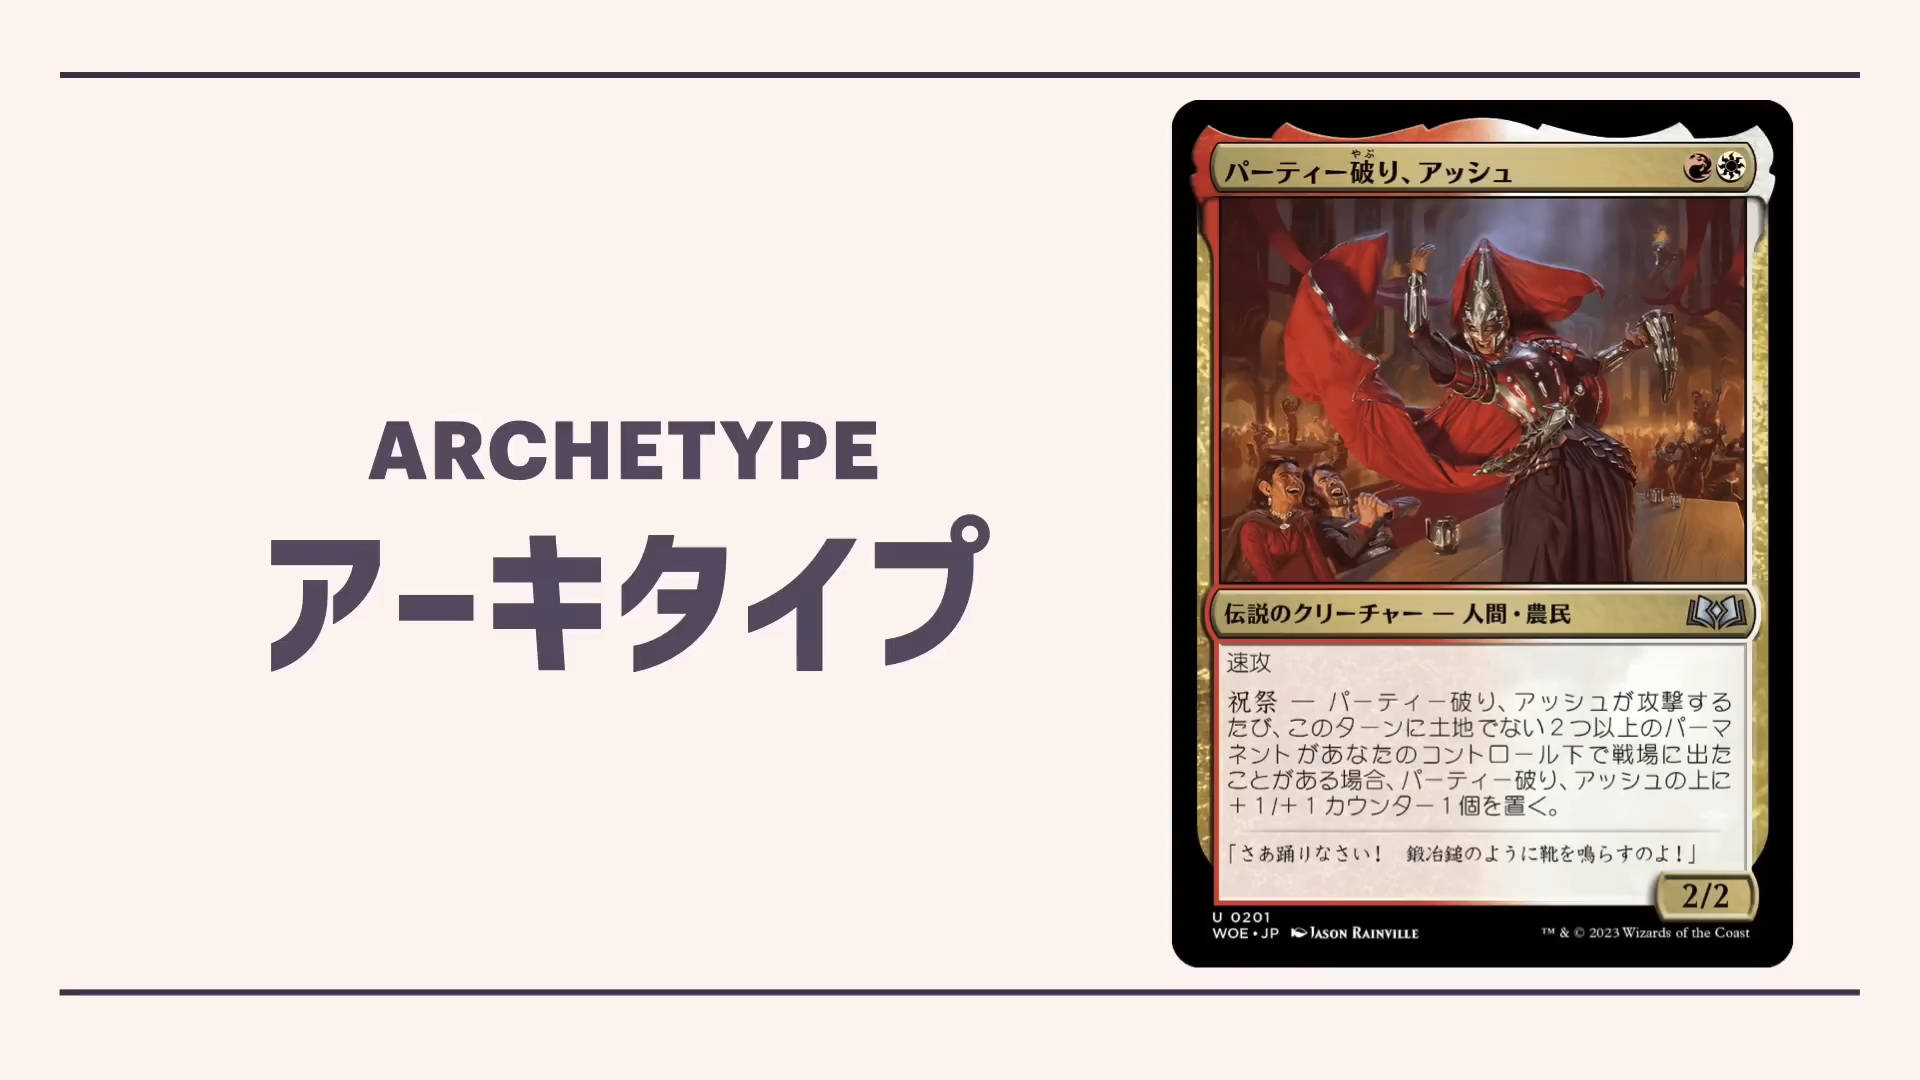 ARCHETYPE
アーキタイプ
やぶ
パーティー破り、アッシュ
伝説のクリーチャー — 人間・農民
速攻
祝祭 — パーティー破り、アッシュが攻撃する
たび、このターンに土地でない2つ以上のパーマ
ネントがあなたのコントロール下で戦場に出た
ことがある場合、パーティー破り、アッシュの上に
+1/+1カウンター1個を置く。
「さあ踊りなさい! 鍛冶鎚のように靴を鳴らすのよ!」
2/2
U 0201
WOE • JP JASON RAINVILLE
™ & © 2023 Wizards of the Coast